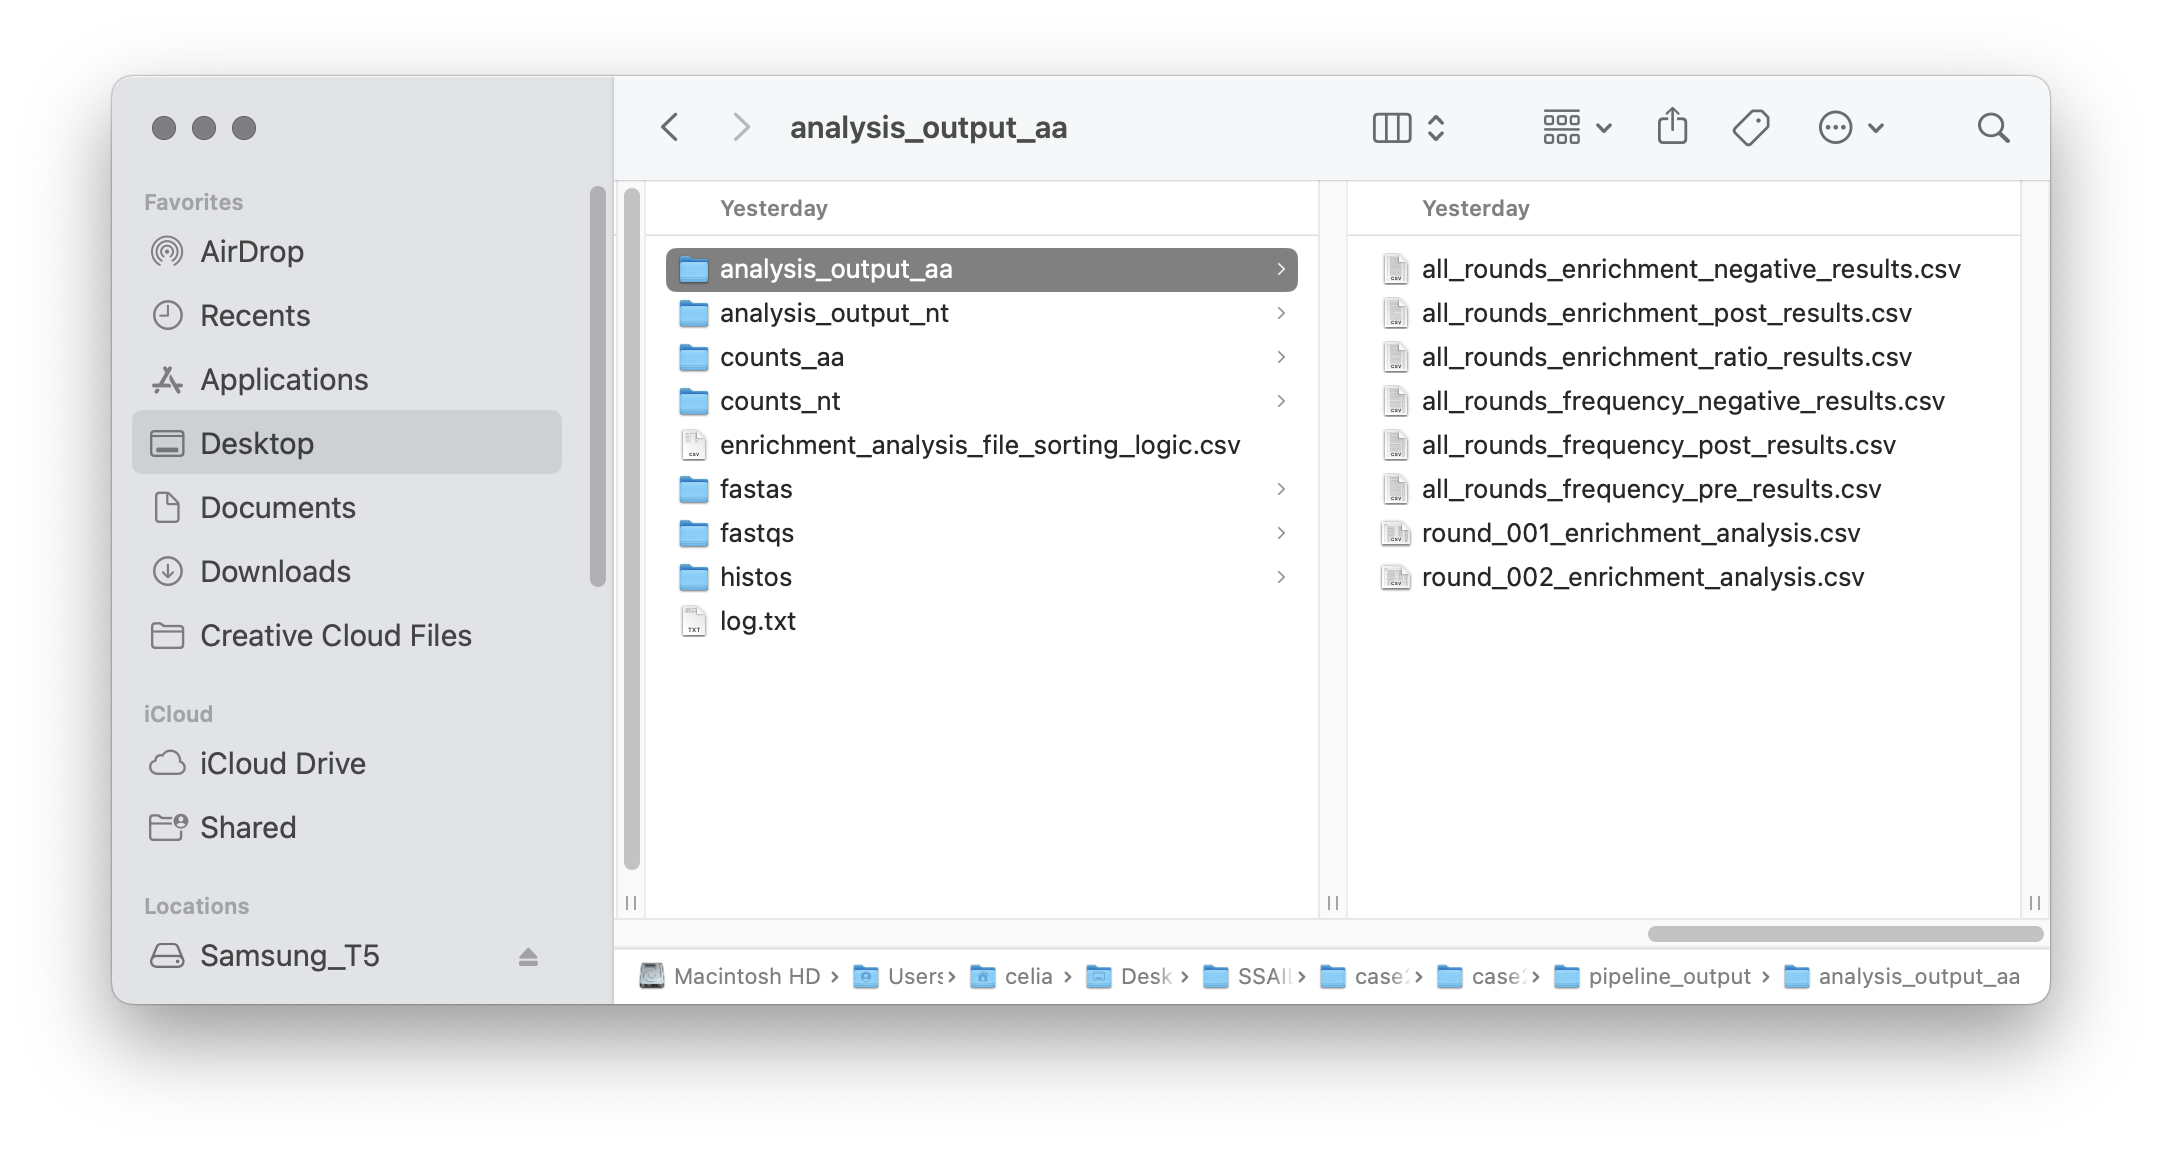 analysis_output_aa
Favorites
AirDrop
Recents
Applications
Desktop
Documents
Downloads
Creative Cloud Files
iCloud
iCloud Drive
Shared
Locations
Samsung_T5
Yesterday
analysis_output_aa
analysis_output_nt
counts_aa
counts_nt
enrichment_analysis_file_sorting_logic.csv
fastas
fastqs
histos
log.txt
Yesterday
all_rounds_enrichment_negative_results.csv
all_rounds_enrichment_post_results.csv
all_rounds_enrichment_ratio_results.csv
all_rounds_frequency_negative_results.csv
all_rounds_frequency_post_results.csv
all_rounds_frequency_pre_results.csv
round_001_enrichment_analysis.csv
round_002_enrichment_analysis.csv
Macintosh HD › Users › celia › Desk › › case › case › pipeline_output › analysis_output_aa